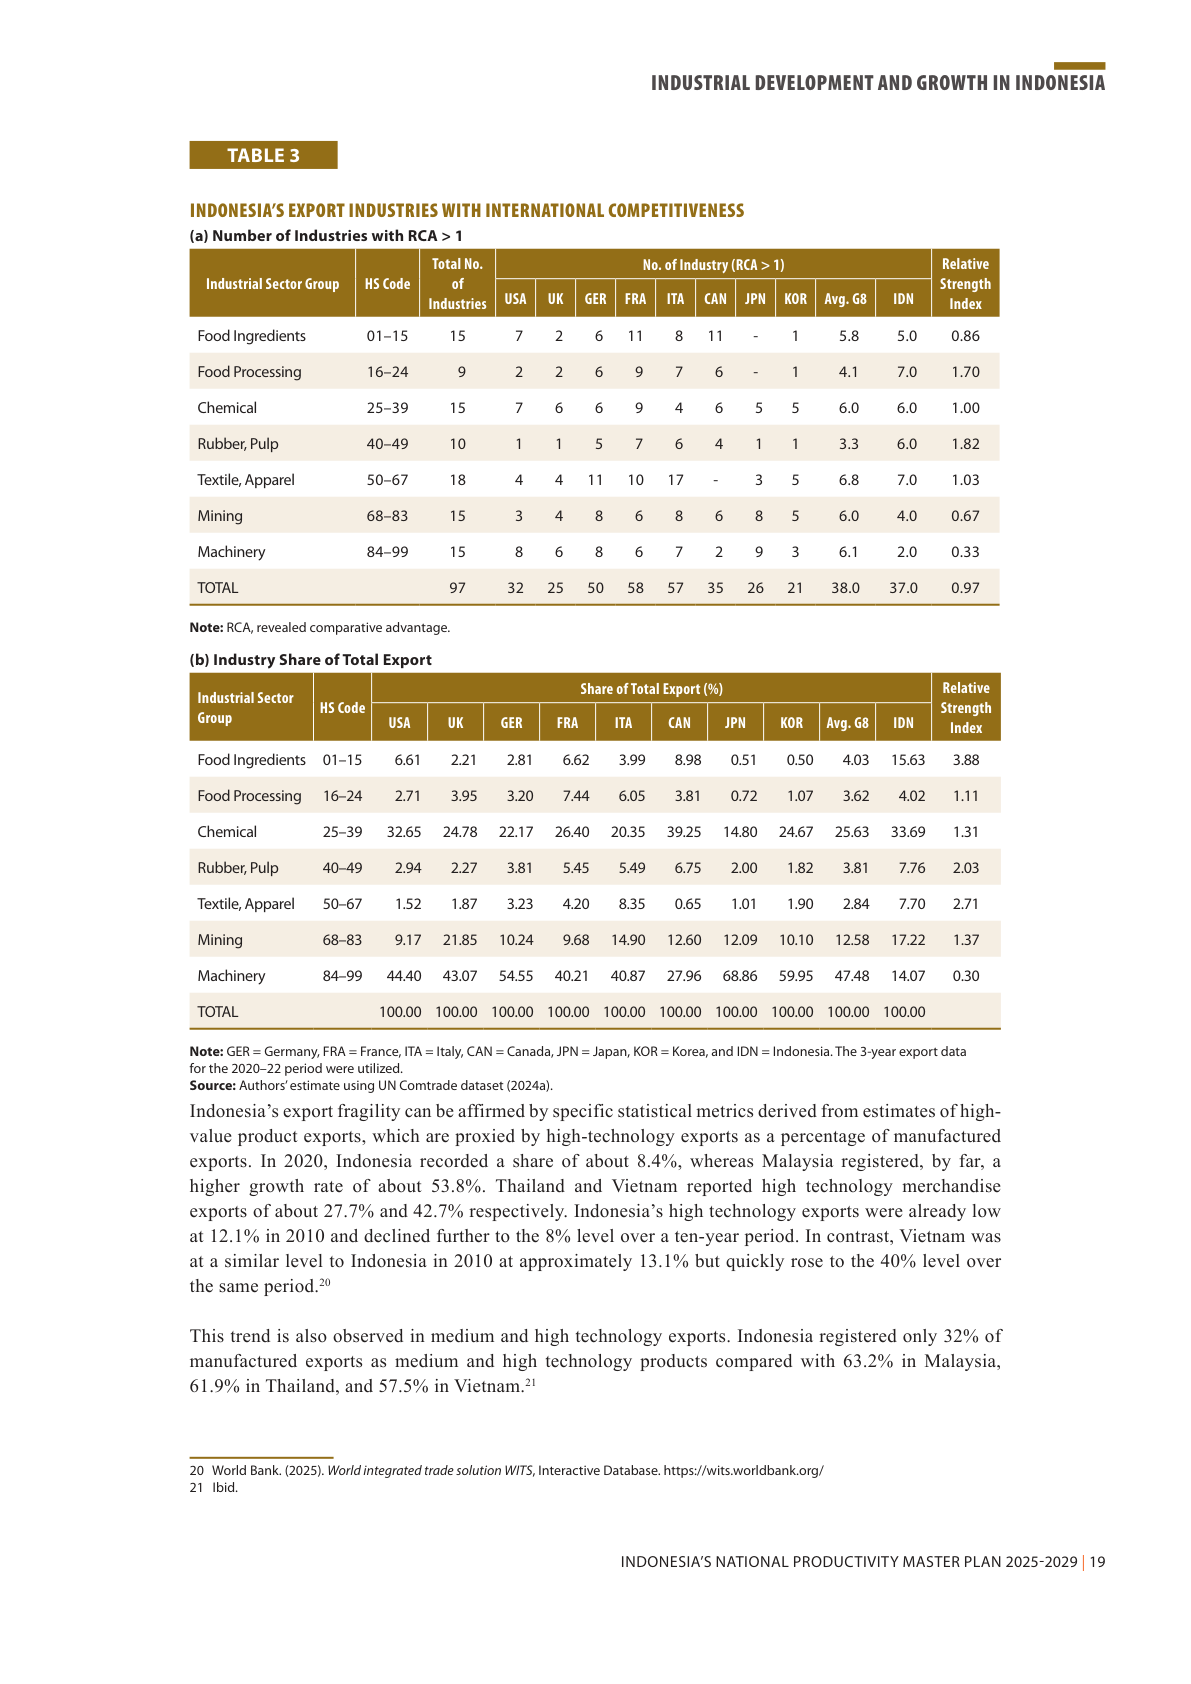 INDUSTRIAL DEVELOPMENT AND GROWTH IN INDONESIA
TABLE 3
INDONESIA'S EXPORT INDUSTRIES WITH INTERNATIONAL COMPETITIVENESS
(a) Number of Industries with RCA > 1
Industrial Sector Group HS Code Total No. of Industries No. of Industry (RCA > 1) Relative Strength Index
USA UK GER FRA ITA CAN JPN KOR Avg. G8 IDN
Food Ingredients 01–15 15 7 2 6 11 8 11 - 1 5.8 5.0 0.86
Food Processing 16–24 9 2 2 6 9 7 6 - 1 4.1 7.0 1.70
Chemical 25–39 15 7 6 6 9 4 6 5 5 6.0 6.0 1.00
Rubber, Pulp 40–49 10 1 1 5 7 6 4 1 1 3.3 6.0 1.82
Textile, Apparel 50–67 18 4 4 11 10 17 - 3 5 6.8 7.0 1.03
Mining 68–83 15 3 4 8 6 8 6 8 5 6.0 4.0 0.67
Machinery 84–99 15 8 6 8 6 7 2 9 3 6.1 2.0 0.33
TOTAL 97 32 25 50 58 57 35 26 21 38.0 37.0 0.97
Note: RCA, revealed comparative advantage.
(b) Industry Share of Total Export
Industrial Sector Group HS Code Share of Total Export (%) Relative Strength Index
USA UK GER FRA ITA CAN JPN KOR Avg. G8 IDN
Food Ingredients 01–15 6.61 2.21 2.81 6.62 3.99 8.98 0.51 0.50 4.03 15.63 3.88
Food Processing 16–24 2.71 3.95 3.20 7.44 6.05 3.81 0.72 1.07 3.62 4.02 1.11
Chemical 25–39 32.65 24.78 22.17 26.40 20.35 39.25 14.80 24.67 25.63 33.69 1.31
Rubber, Pulp 40–49 2.94 2.27 3.81 5.45 5.49 6.75 2.00 1.82 3.81 7.76 2.03
Textile, Apparel 50–67 1.52 1.87 3.23 4.20 8.35 0.65 1.01 1.90 2.84 7.70 2.71
Mining 68–83 9.17 21.85 10.24 9.68 14.90 12.60 12.09 10.10 12.58 17.22 1.37
Machinery 84–99 44.40 43.07 54.55 40.21 40.87 27.96 68.86 59.95 47.48 14.07 0.30
TOTAL 100.00 100.00 100.00 100.00 100.00 100.00 100.00 100.00 100.00 100.00
Note: GER = Germany, FRA = France, ITA = Italy, CAN = Canada, JPN = Japan, KOR = Korea, and IDN = Indonesia. The 3-year export data
for the 2020–22 period were utilized.
Source: Authors' estimate using UN Comtrade dataset (2024a).
Indonesia's export fragility can be affirmed by specific statistical metrics derived from estimates of high-
value product exports, which are proxied by high-technology exports as a percentage of manufactured
exports. In 2020, Indonesia recorded a share of about 8.4%, whereas Malaysia registered, by far, a
higher growth rate of about 53.8%. Thailand and Vietnam reported high technology merchandise
exports of about 27.7% and 42.7% respectively. Indonesia's high technology exports were already low
at 12.1% in 2010 and declined further to the 8% level over a ten-year period. In contrast, Vietnam was
at a similar level to Indonesia in 2010 at approximately 13.1% but quickly rose to the 40% level over
the same period.20
This trend is also observed in medium and high technology exports. Indonesia registered only 32% of
manufactured exports as medium and high technology products compared with 63.2% in Malaysia,
61.9% in Thailand, and 57.5% in Vietnam.21
20 World Bank. (2025). World integrated trade solution WITS, Interactive Database. https://wits.worldbank.org/
21 Ibid.
INDONESIA'S NATIONAL PRODUCTIVITY MASTER PLAN 2025-2029 | 19